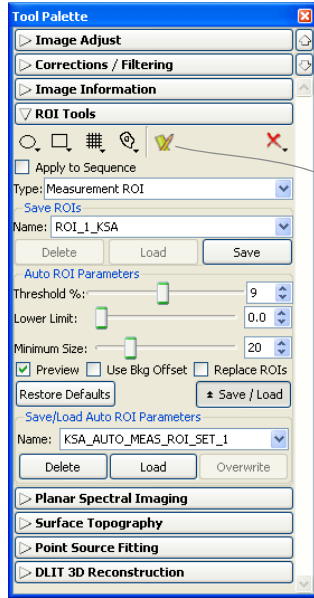 Tool Palette
Image Adjust
Corrections / Filtering
Image Information
ROI Tools
Apply to Sequence
Type: Measurement ROI
Save ROIs
Name: ROI_1_KSA
Delete Load Save
Auto ROI Parameters
Threshold %: 9
Lower Limit: 0.0
Minimum Size: 20
Preview Use Bkg Offset Replace ROIs
Restore Defaults Save / Load
Save/Load Auto ROI Parameters
Name: KSA_AUTO_MEAS_ROI_SET_1
Delete Load Overwrite
Planar Spectral Imaging
Surface Topography
Point Source Fitting
DLIT 3D Reconstruction